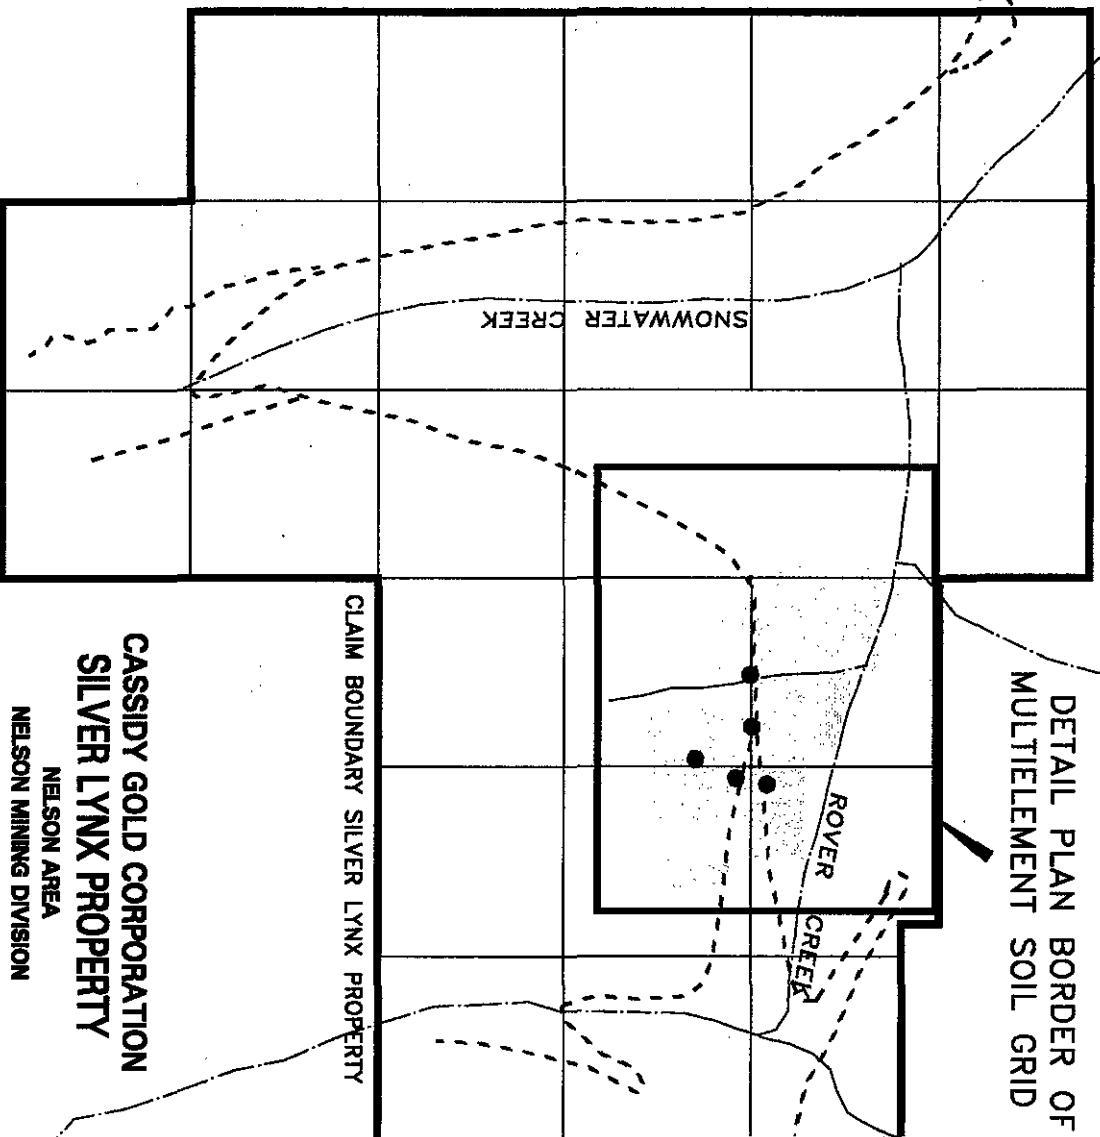 DETAIL PLAN BORDER OF
MULTIELEMENT SOIL GRID
SNOWWATER CREEK
ROVER
CREEK
CLAIM BOUNDARY SILVER LYNX PROPERTY
CASSIDY GOLD CORPORATION
SILVER LYNX PROPERTY
NELSON AREA
NELSON MINING DIVISION